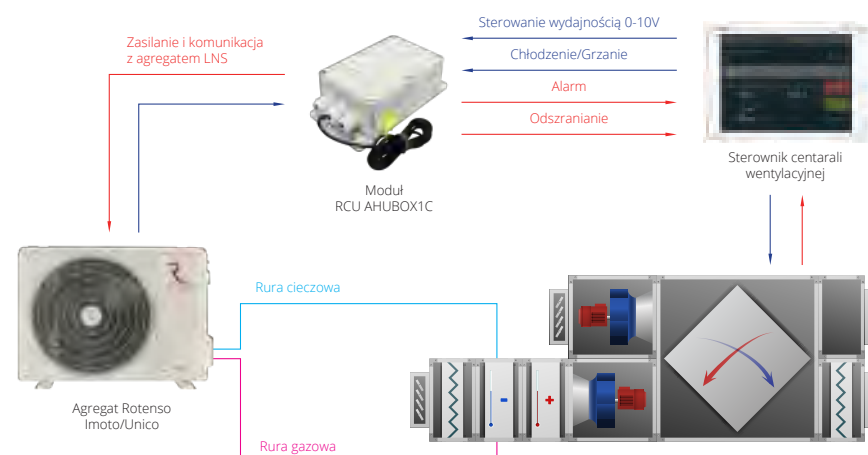 Sterowanie wydajnością 0-10V
Zasilanie i komunikacja
z agregatem LNS
Chłodzenie/Grzanie
Alarm
Odszranianie
Sterownik centarali
wentylacyjnej
Moduł
RCU AHUBOX1C
Rura cieczowa
Agregat Rotenso
Imoto/Unico
Rura gazowa